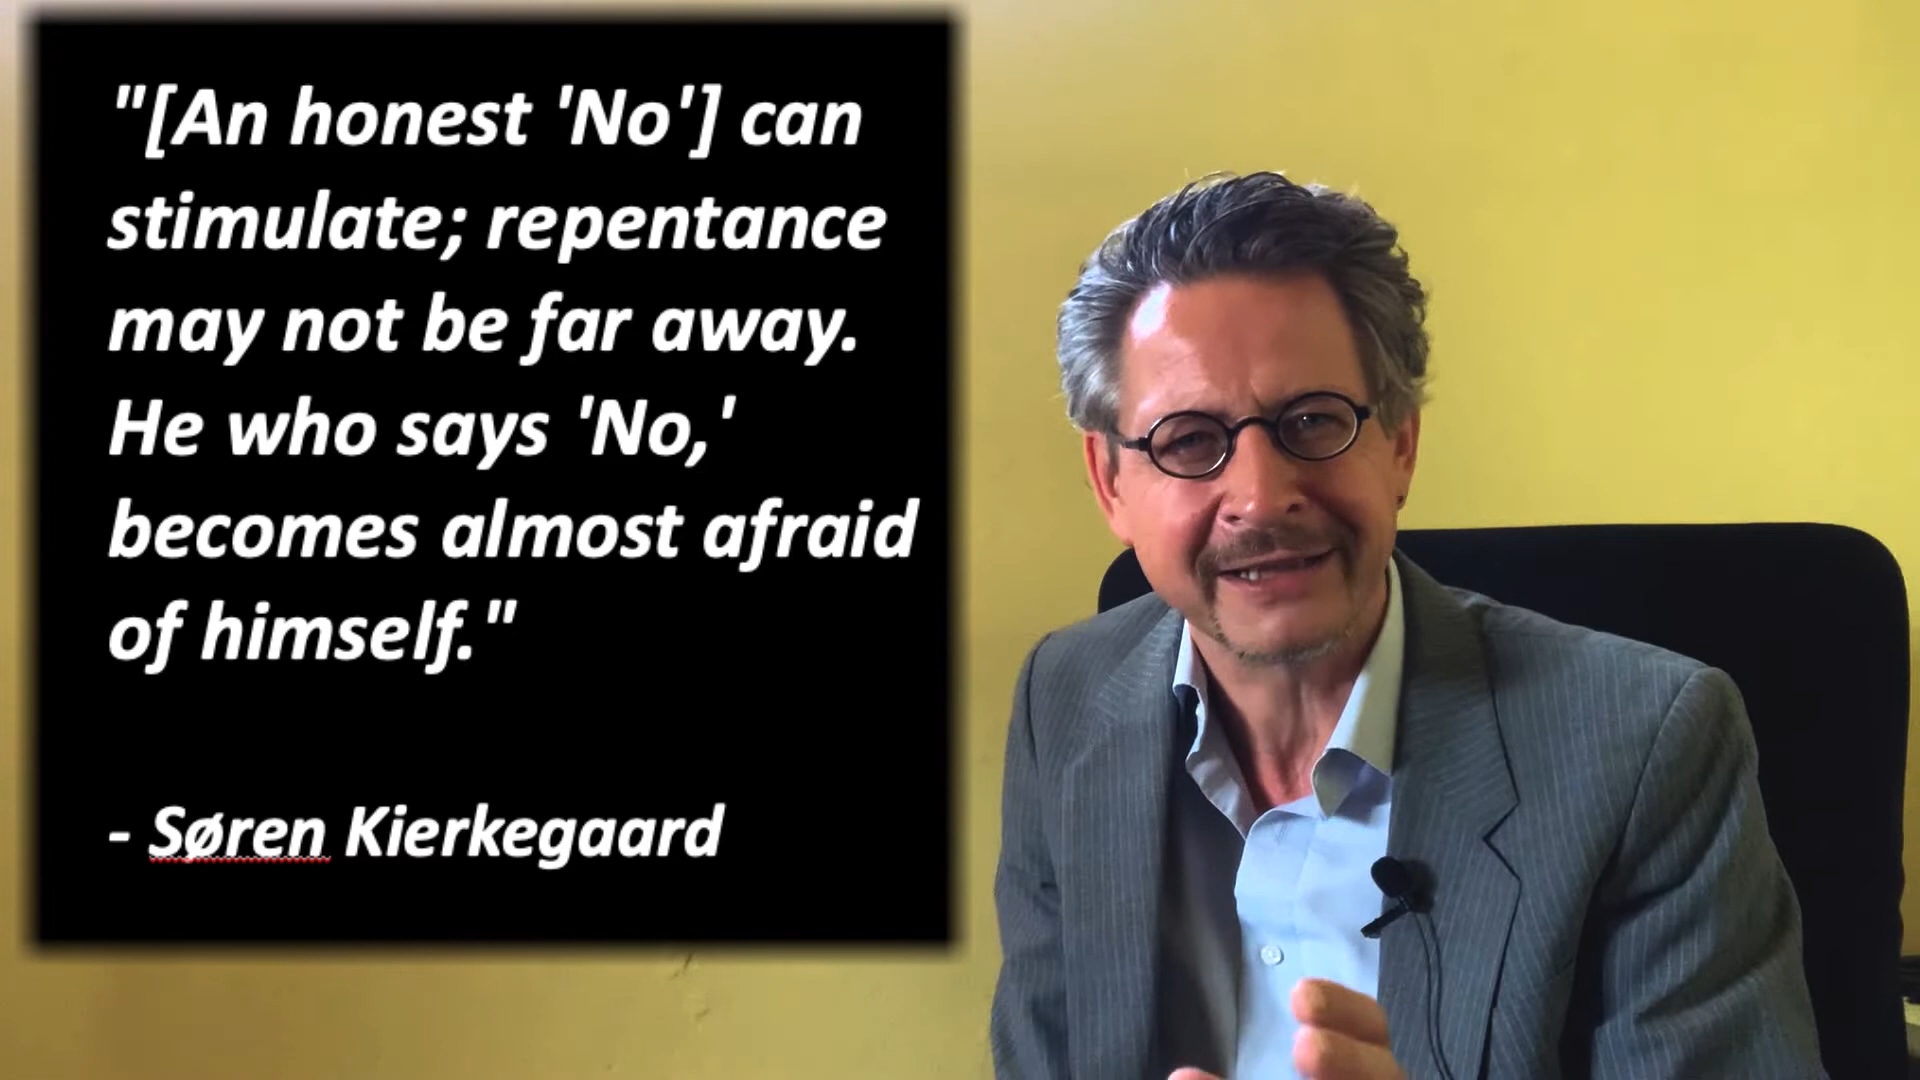 "[An honest 'No'] can
stimulate; repentance
may not be far away.
He who says 'No,'
becomes almost afraid
of himself."
- Søren Kierkegaard